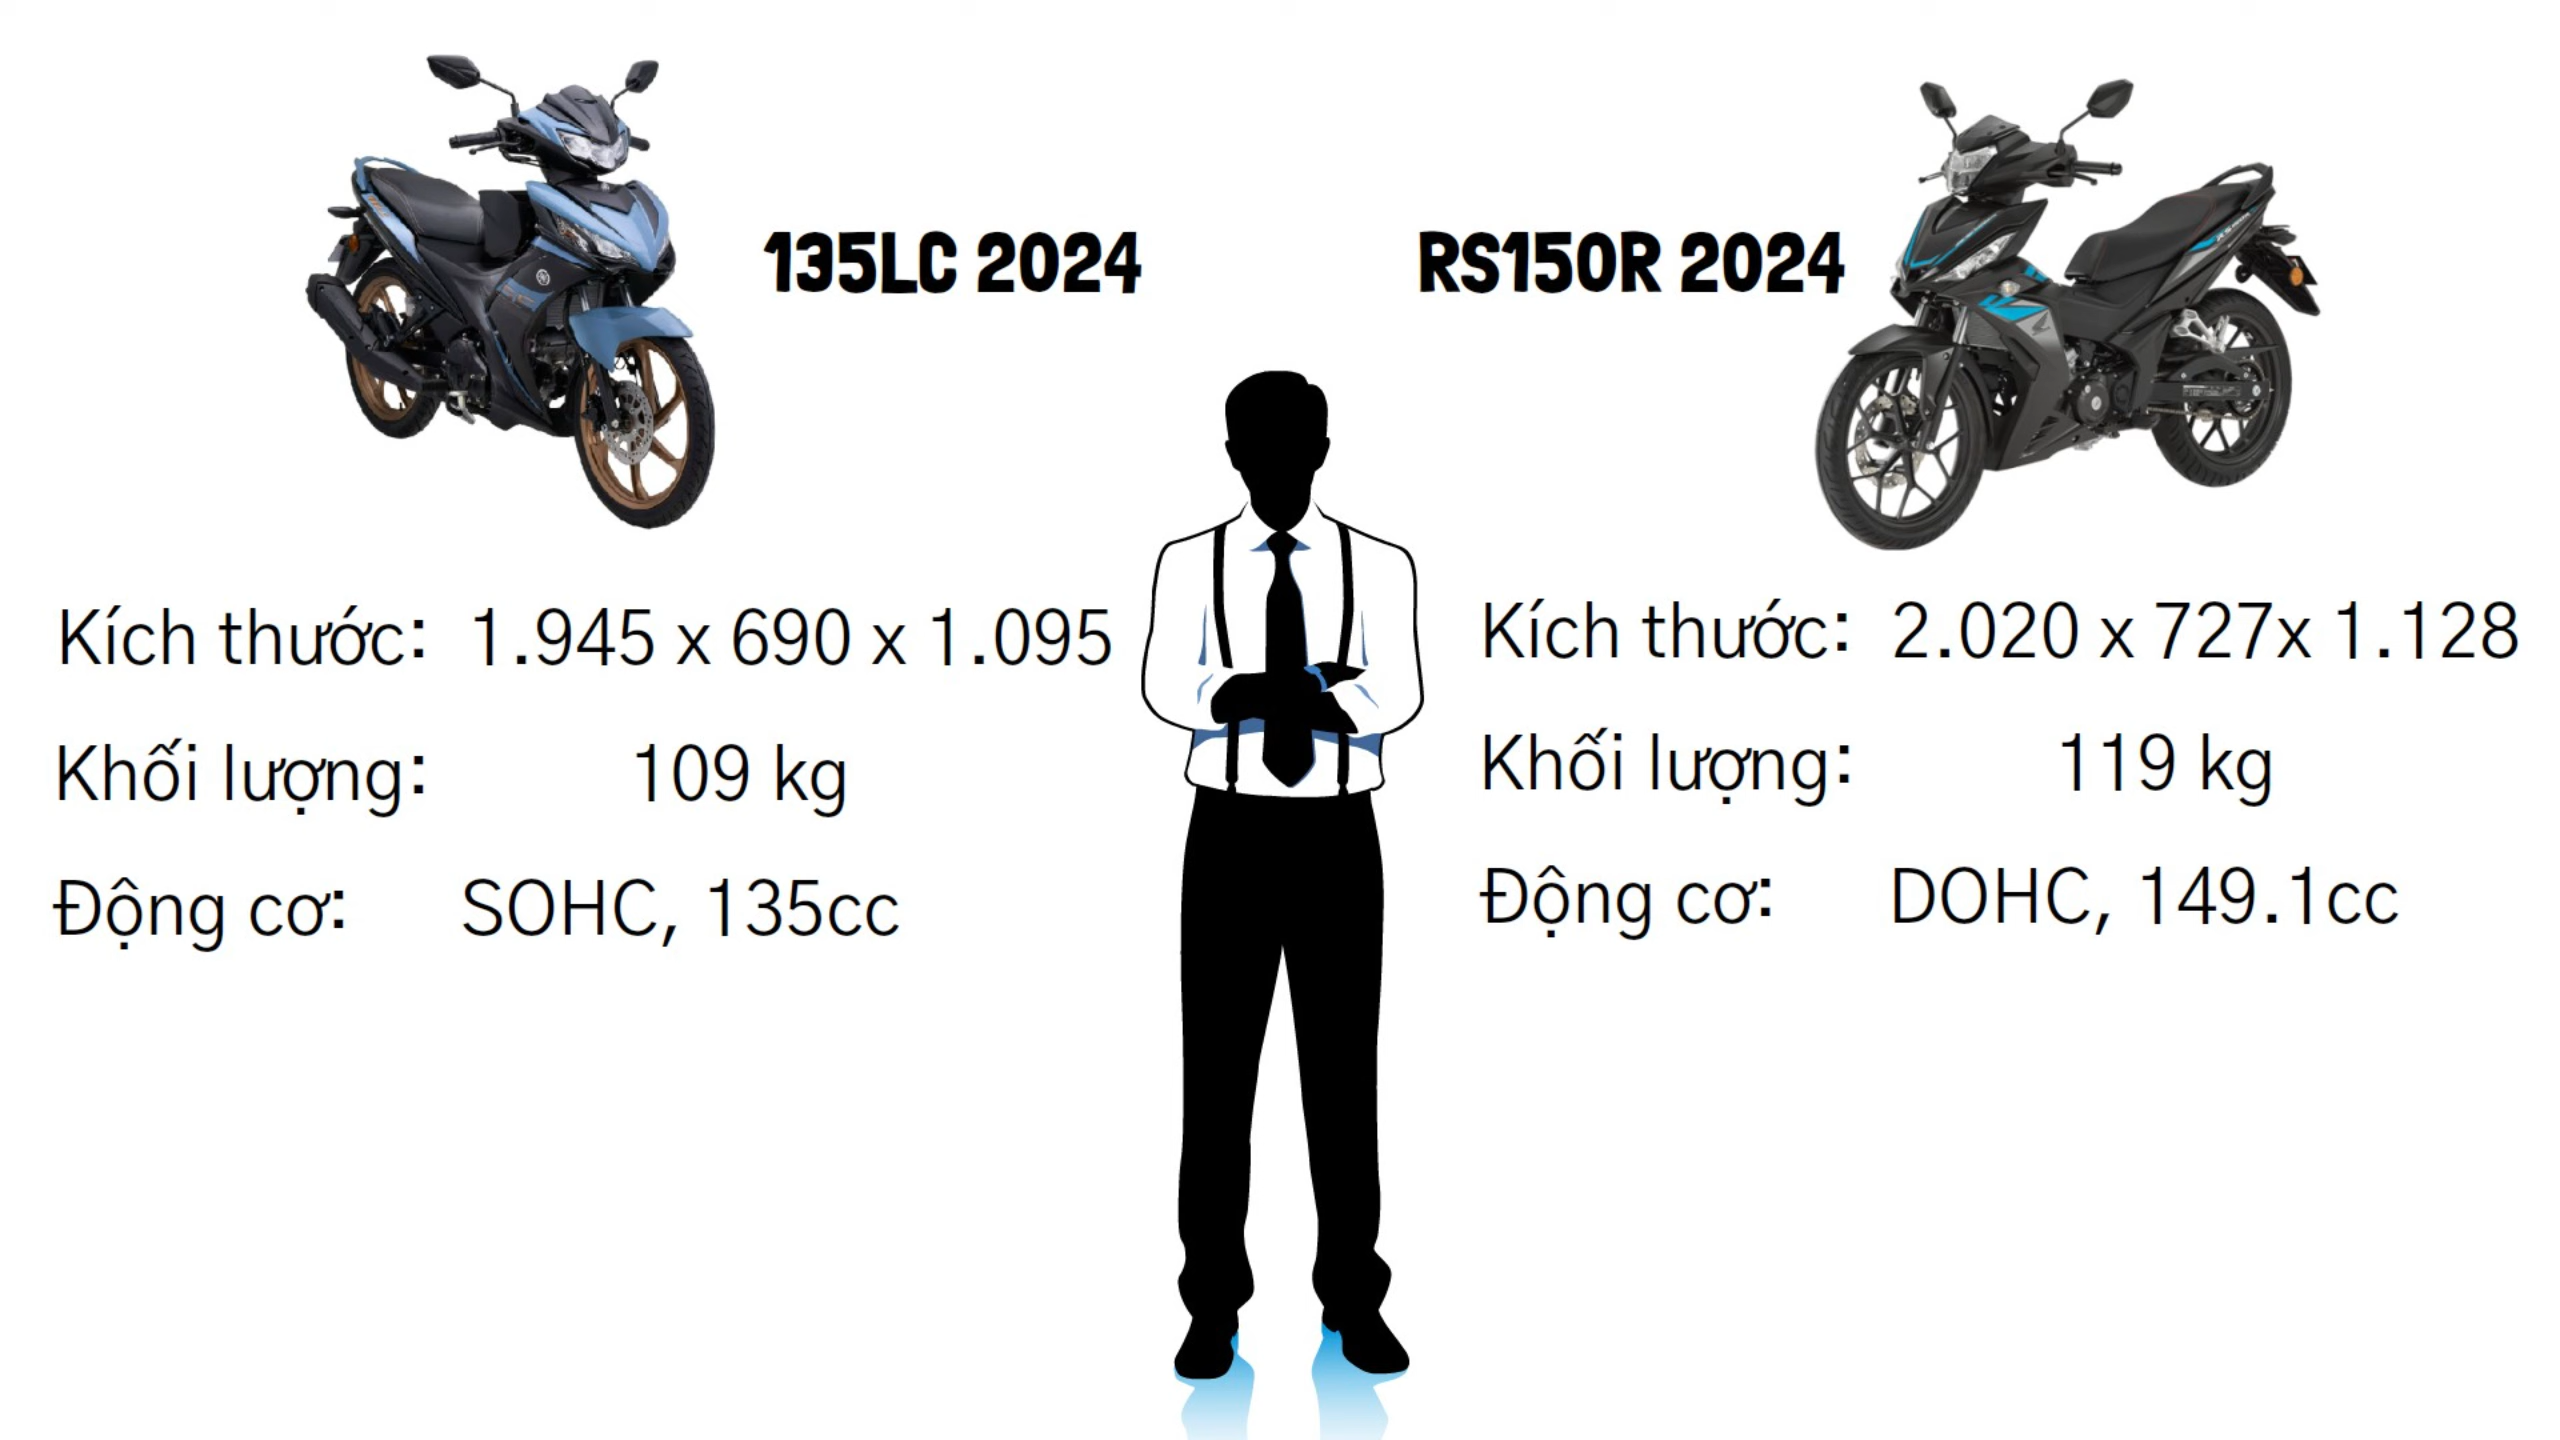 135LC 2024
RS150R 2024
Kích thước: 1.945 x 690 x 1.095
Khối lượng: 109 kg
Động cơ: SOHC, 135cc
Kích thước: 2.020 x 727x 1.128
Khối lượng: 119 kg
Động cơ: DOHC, 149.1cc